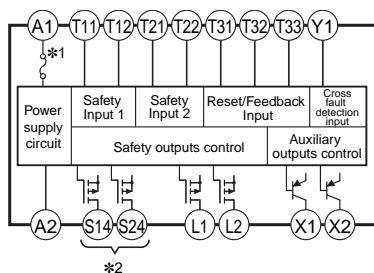 A1 T11 T12 T21 T22 T31 T32 T33 Y1
*1
Power
supply
circuit
Safety
Input 1
Safety
Input 2
Reset/Feedback
Input
Cross
fault
detection
input
Safety outputs control
Auxiliary
outputs control
A2 S14 S24 L1 L2 X1 X2
*2